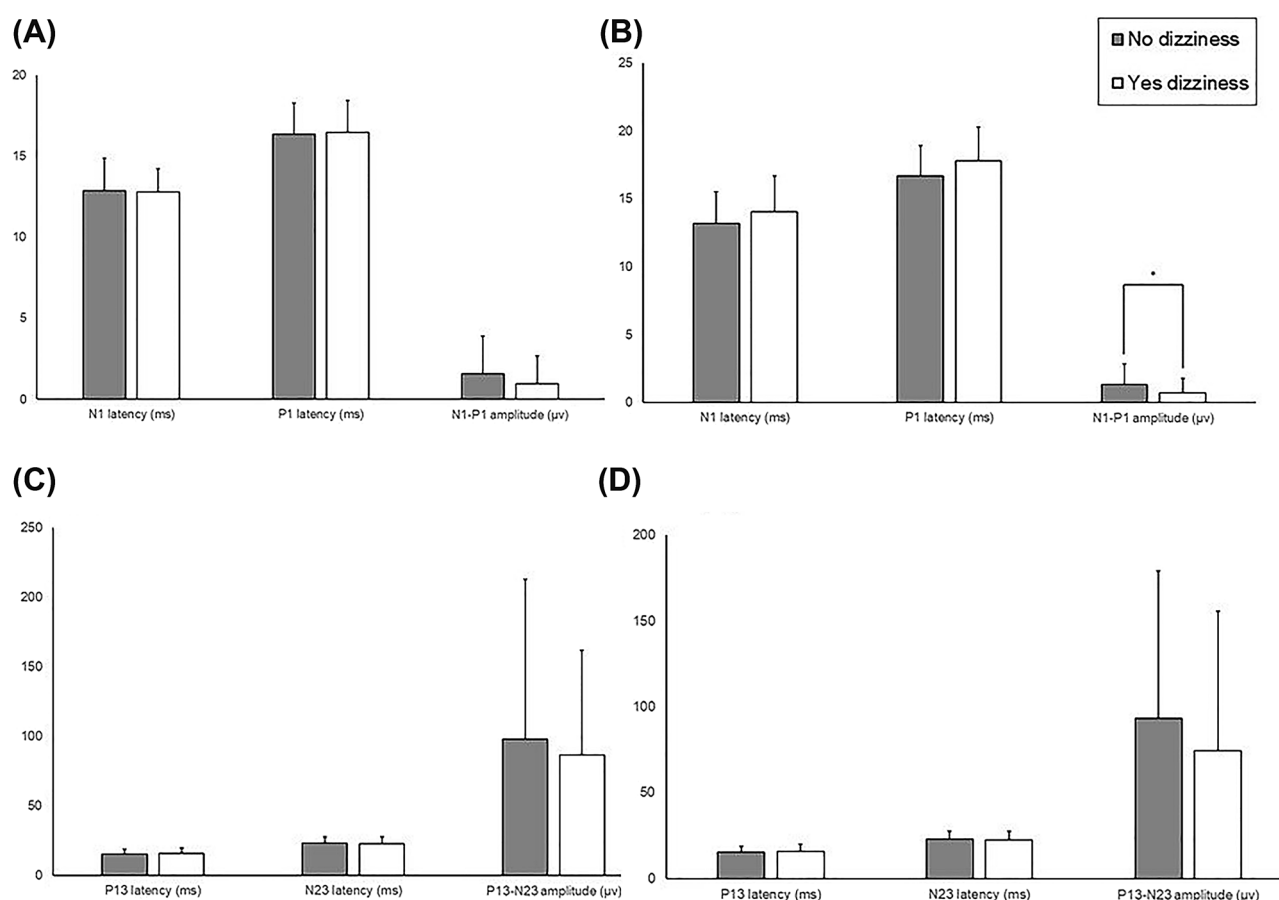 (A)
20
15
10
5
0
N1 latency (ms)
P1 latency (ms)
N1-P1 amplitude (µv)
(B)
No dizziness
Yes dizziness
25
20
15
10
5
0
*
N1 latency (ms)
P1 latency (ms)
N1-P1 amplitude (µv)
(C)
250
200
150
100
50
0
P13 latency (ms)
N23 latency (ms)
P13-N23 amplitude (µv)
(D)
200
150
100
50
0
P13 latency (ms)
N23 latency (ms)
P13-N23 amplitude (µv)